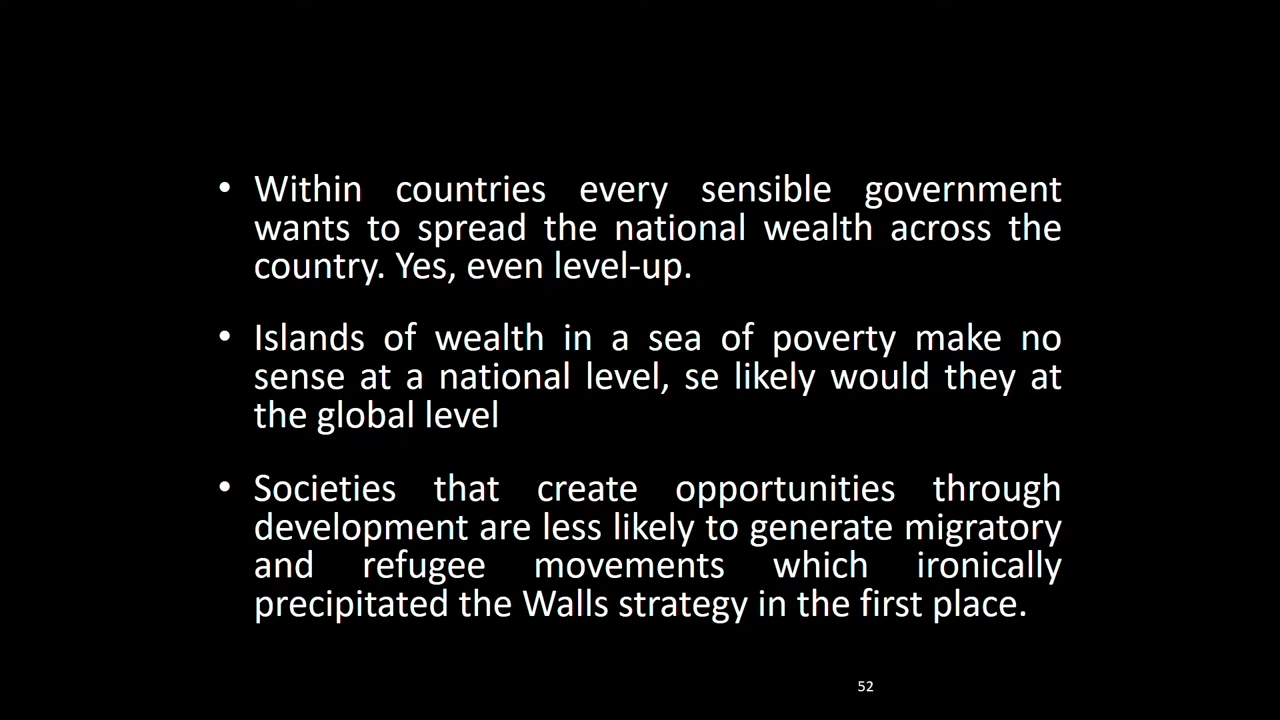 • Within countries every sensible government
wants to spread the national wealth across the
country. Yes, even level-up.
• Islands of wealth in a sea of poverty make no
sense at a national level, se likely would they at
the global level
• Societies that create opportunities through
development are less likely to generate migratory
and refugee movements which ironically
precipitated the Walls strategy in the first place.
52